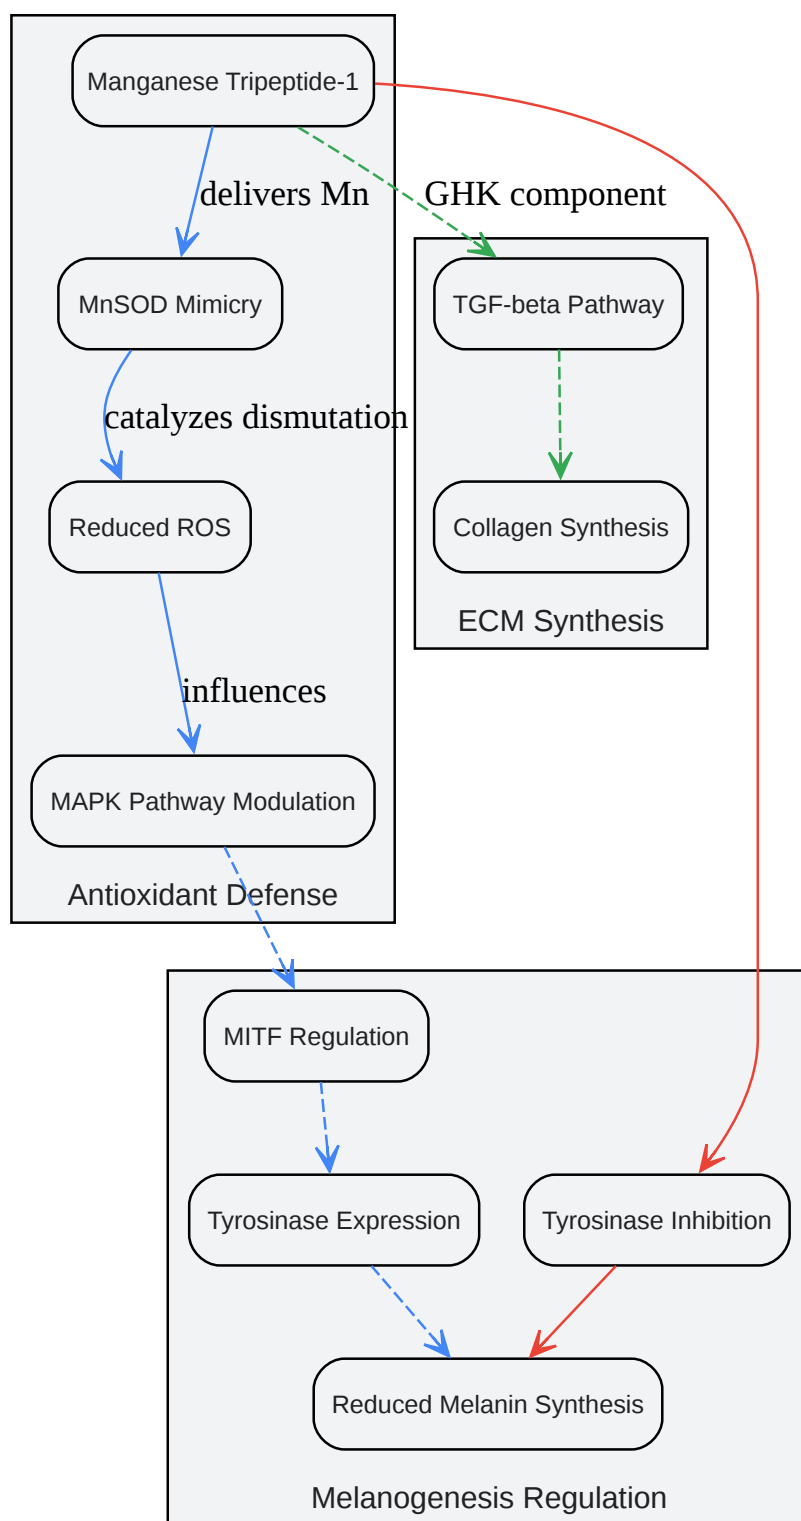 Manganese Tripeptide-1
delivers Mn
GHK component
MnSOD Mimicry
TGF-beta Pathway
catalyzes dismutation
Reduced ROS
Collagen Synthesis
ECM Synthesis
influences
MAPK Pathway Modulation
Antioxidant Defense
MITF Regulation
Tyrosinase Expression
Tyrosinase Inhibition
Reduced Melanin Synthesis
Melanogenesis Regulation